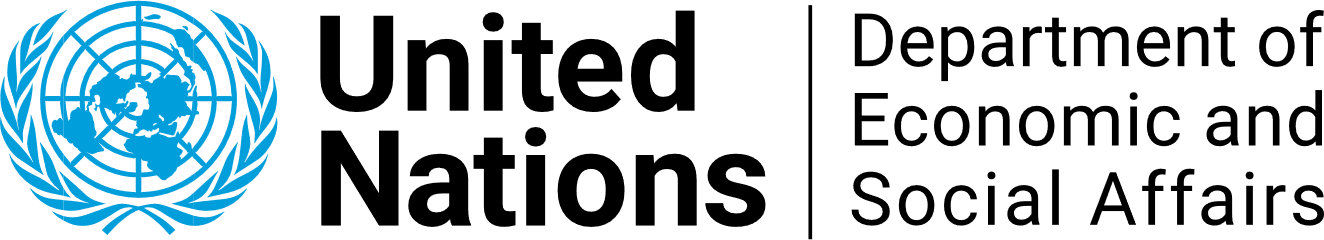 United
Nations
Department of
Economic and
Social Affairs